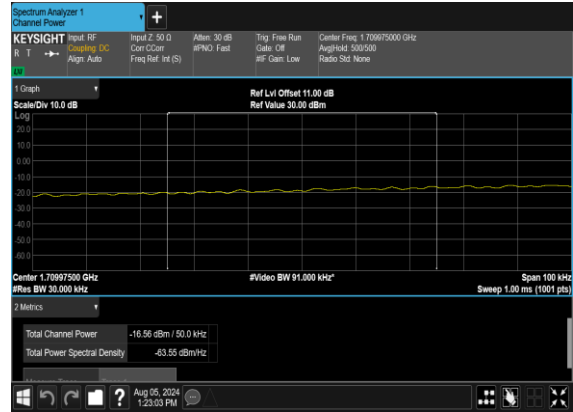 Spectrum Analyzer 1
Channel Power
KEYSIGHT Input: RF Input Z: 50 Ω Atten: 30 dB Trig: Free Run Center Freq: 1.709975000 GHz
R T Coupling: DC Corr CCorr #PNO: Fast Gate: Off Avg|Hold: 500/500
Align: Auto Freq Ref: Int (S) #IF Gain: Low Radio Std: None
LM
1 Graph Ref Lvl Offset 11.00 dB
Scale/Div 10.0 dB Ref Value 30.00 dBm
Log
20.0
10.0
0.00
-10.0
-20.0
-30.0
-40.0
-50.0
-60.0
Center 1.70997500 GHz #Video BW 91.000 kHz* Span 100 kHz
#Res BW 30.000 kHz Sweep 1.00 ms (1001 pts)
2 Metrics
Total Channel Power -16.56 dBm / 50.0 kHz
Total Power Spectral Density -63.55 dBm/Hz
Aug 05, 2024
1:23:03 PM